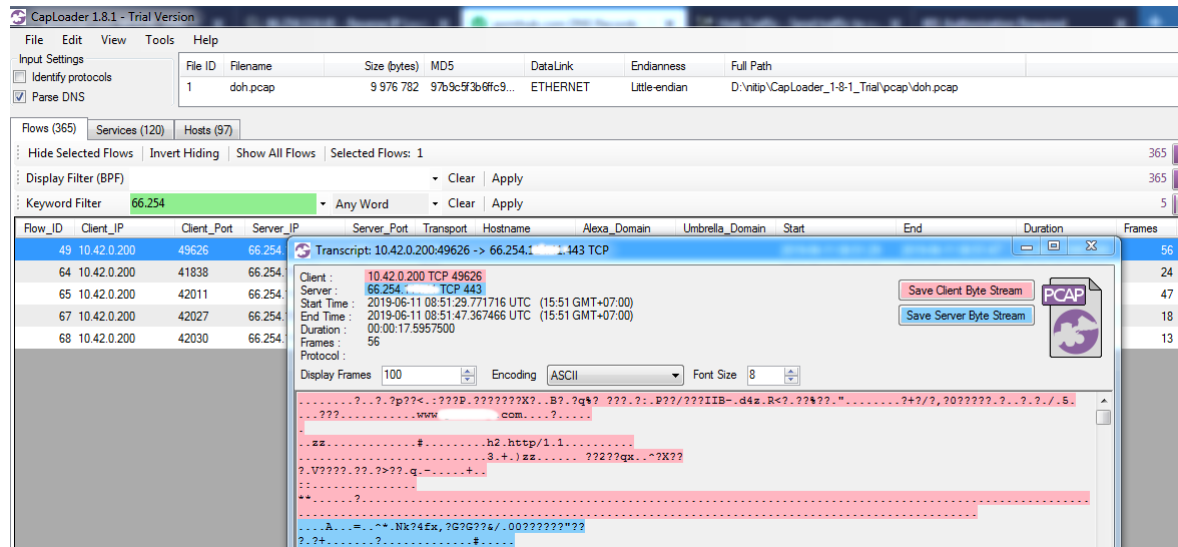 CapLoader 1.8.1 - Trial Version
File Edit View Tools Help
Input Settings
Identify protocols
Parse DNS
File ID Filename Size (bytes) MD5 DataLink Endianness Full Path
1 doh.pcap 9 976 782 97b9c5f3b6ffc9... ETHERNET Little-endian D:\nitip\CapLoader_1-8-1_Trial\pcap\doh.pcap
Flows (365) Services (120) Hosts (97)
Hide Selected Flows Invert Hiding Show All Flows Selected Flows: 1 365
Display Filter (BPF) Clear Apply 365
Keyword Filter 66.254 Any Word Clear Apply 5
Flow_ID Client_IP Client_Port Server_IP Server_Port Transport Hostname Alexa_Domain Umbrella_Domain Start End Duration Frames
49 10.42.0.200 49626 66.254 56
64 10.42.0.200 41838 66.254. 24
65 10.42.0.200 42011 66.254. 47
67 10.42.0.200 42027 66.254. 18
68 10.42.0.200 42030 66.254. 13
Transcript: 10.42.0.200:49626 -> 66.254.1 :443 TCP
Client : 10.42.0.200 TCP 49626
Server : 66.254. TCP 443
Start Time : 2019-06-11 08:51:29.771716 UTC (15:51 GMT+07:00)
End Time : 2019-06-11 08:51:47.367466 UTC (15:51 GMT+07:00)
Duration : 00:00:17.5957500
Frames : 56
Protocol :
Save Client Byte Stream
Save Server Byte Stream
PCAP
Display Frames 100 Encoding ASCII Font Size 8
www com....?.....
h2.http/1.1..........